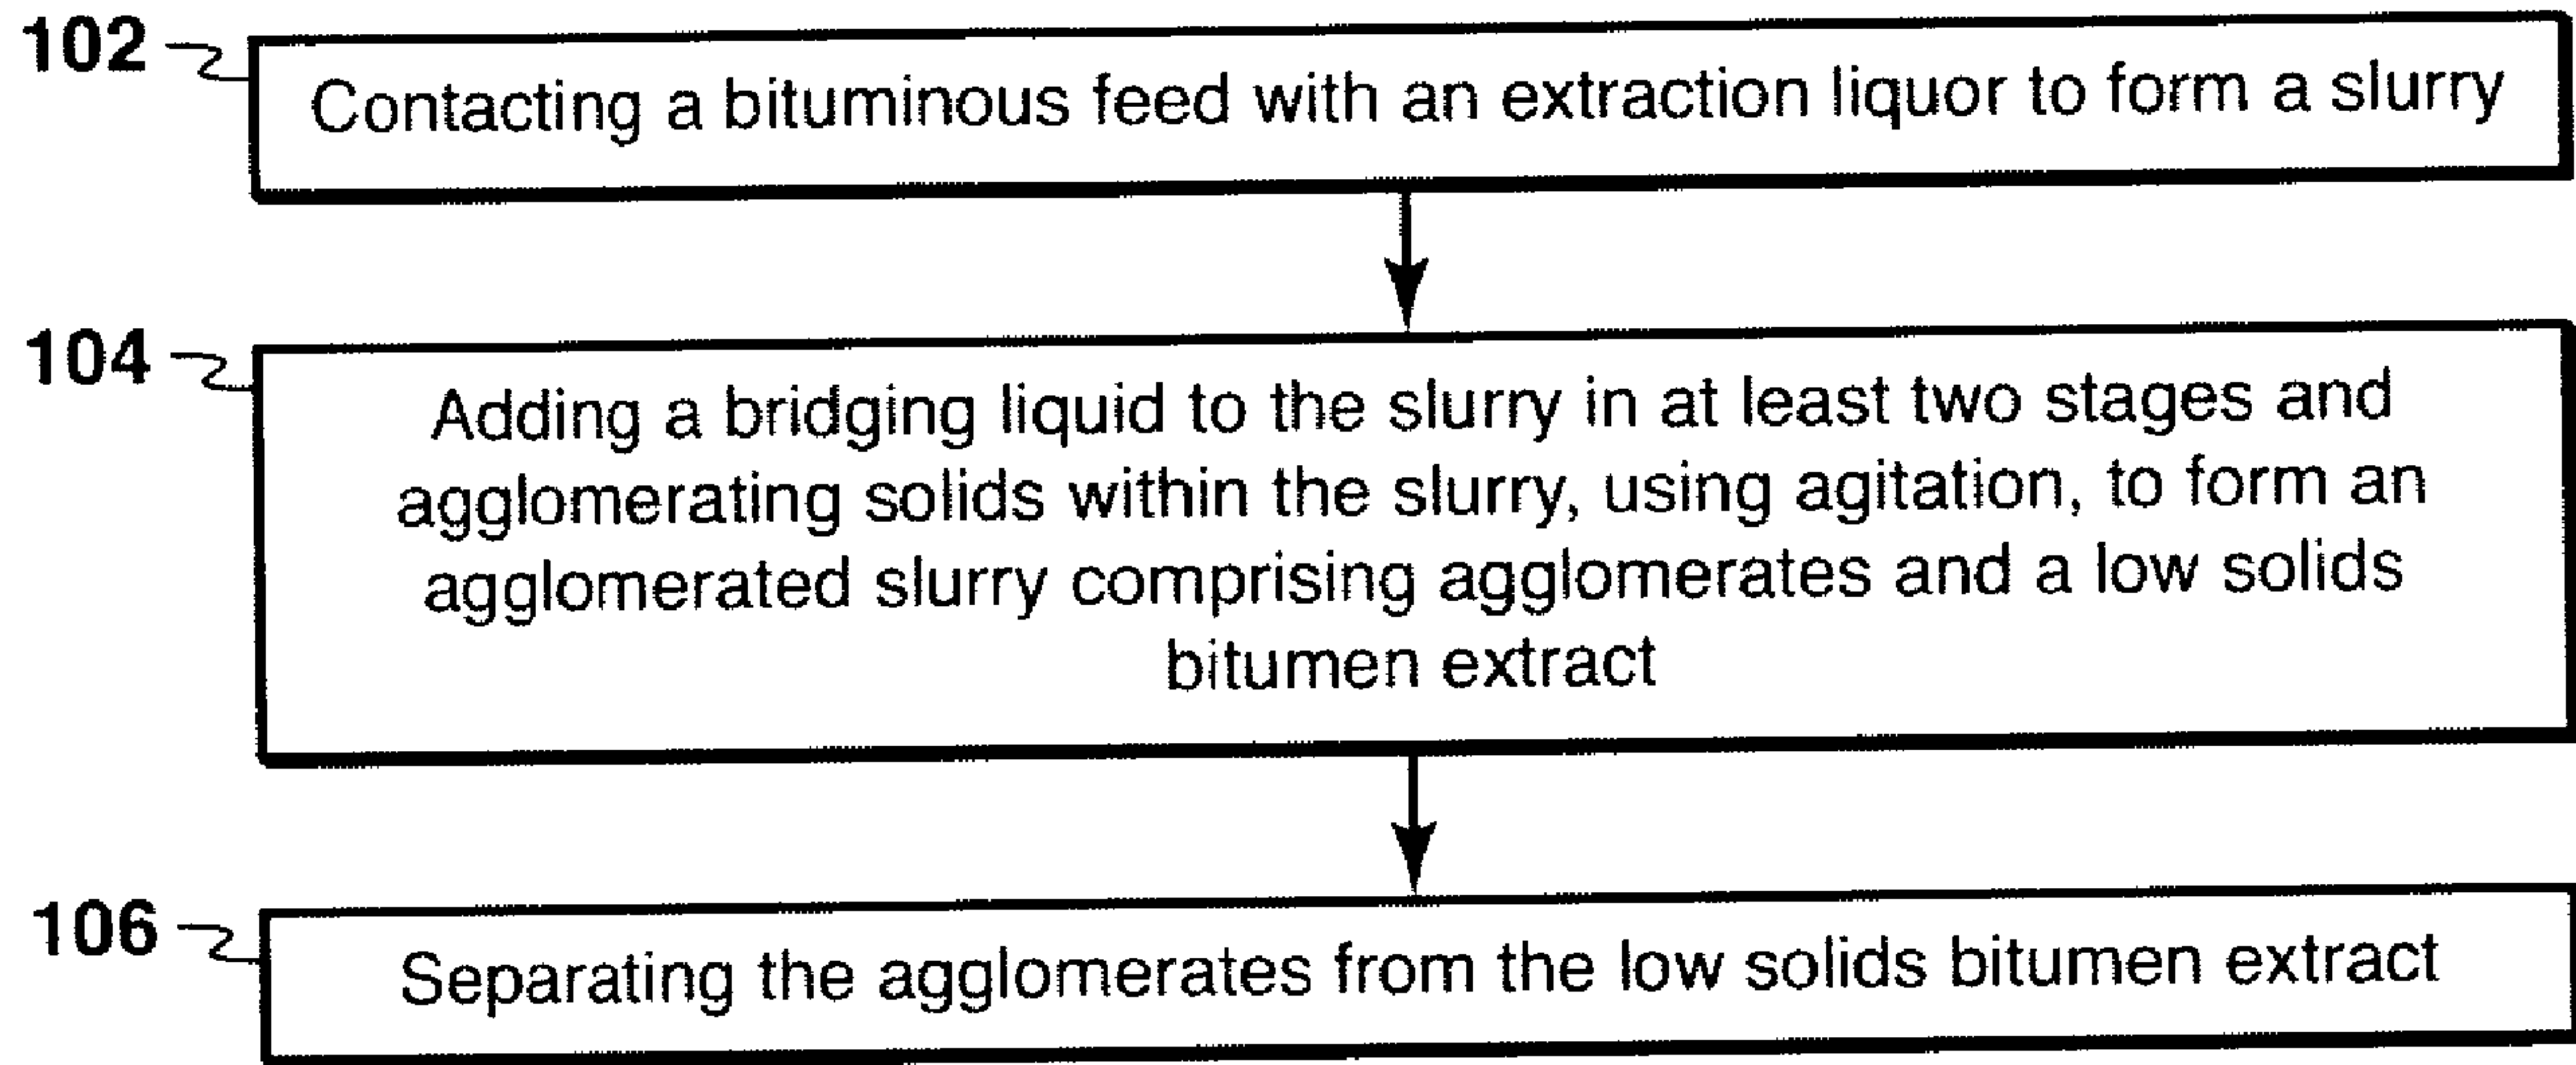 102
Contacting a bituminous feed with an extraction liquor to form a slurry
104
Adding a bridging liquid to the slurry in at least two stages and
agglomerating solids within the slurry, using agitation, to form an
agglomerated slurry comprising agglomerates and a low solids
bitumen extract
106
Separating the agglomerates from the low solids bitumen extract